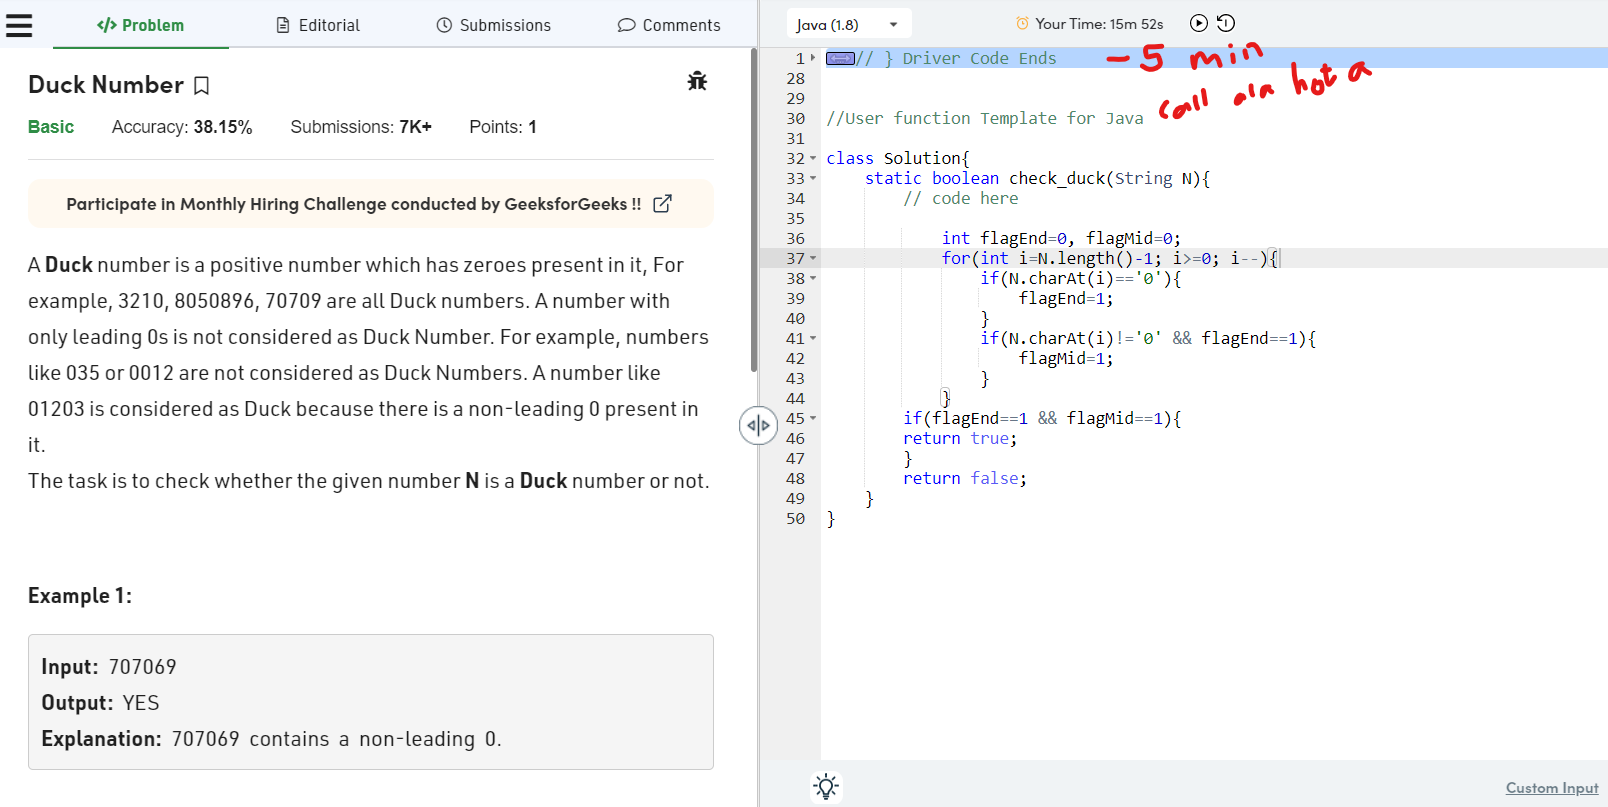 </> Problem
Editorial
Submissions
Comments
Duck Number
Basic Accuracy: 38.15% Submissions: 7K+ Points: 1
Participate in Monthly Hiring Challenge conducted by GeeksforGeeks !!
A Duck number is a positive number which has zeroes present in it, For
example, 3210, 8050896, 70709 are all Duck numbers. A number with
only leading 0s is not considered as Duck Number. For example, numbers
like 035 or 0012 are not considered as Duck Numbers. A number like
01203 is considered as Duck because there is a non-leading 0 present in
it.
The task is to check whether the given number N is a Duck number or not.
Example 1:
Input: 707069
Output: YES
Explanation: 707069 contains a non-leading 0.
Java (1.8)
Your Time: 15m 52s
1 // } Driver Code Ends
- 5 min
call aia hot a
28
29
30 //User function Template for Java
31
32 class Solution{
33 static boolean check_duck(String N){
34 // code here
35
36 int flagEnd=0, flagMid=0;
37 for(int i=N.length()-1; i>=0; i--){
38 if(N.charAt(i)=='0'){
39 flagEnd=1;
40 }
41 if(N.charAt(i)!='0' && flagEnd==1){
42 flagMid=1;
43 }
44 }
45 if(flagEnd==1 && flagMid==1){
46 return true;
47 }
48 return false;
49 }
50 }
Custom Input